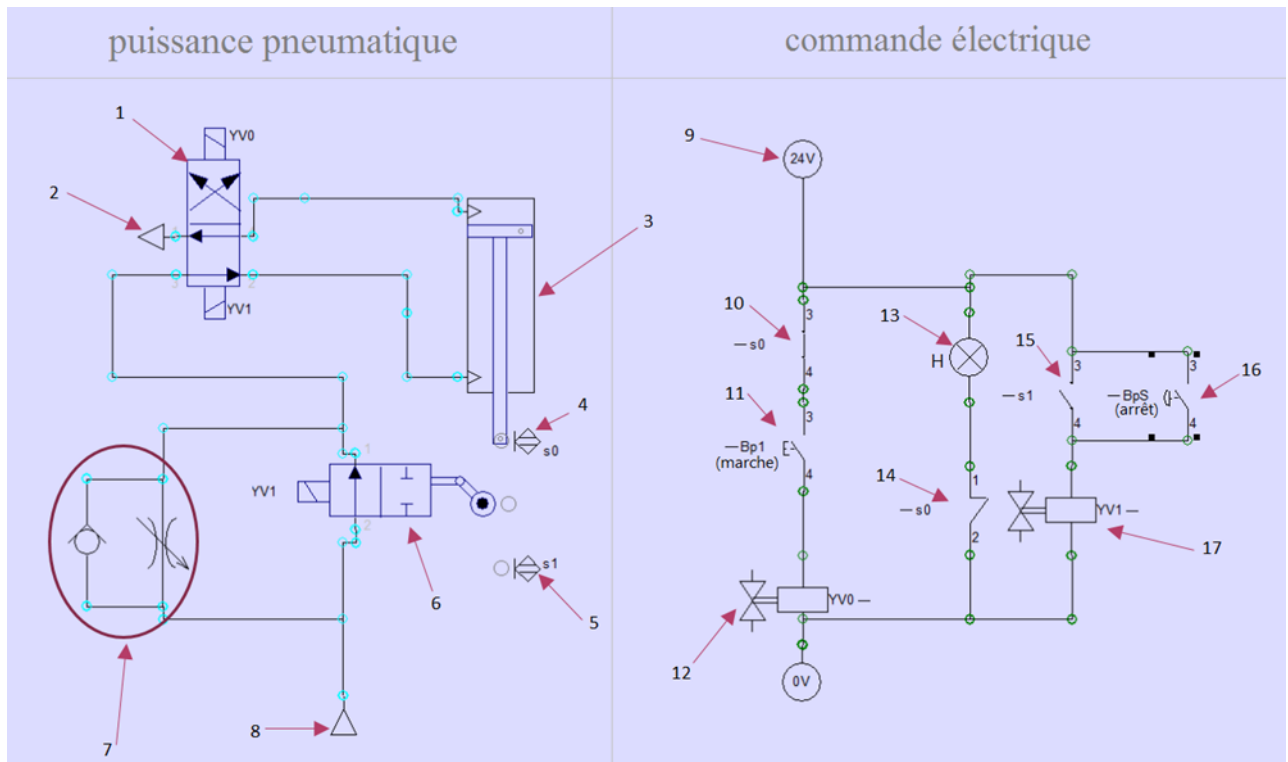 puissance pneumatique
commande électrique
1
YV0
2
1
3
3
2
YV1
4
s0
1
YV1
2
6
s1
5
7
8
9
24V
10
3
—s0
4
11
3
—Bp1
(marche)
4
12
YV0 —
0V
13
H
14
1
—s0
2
15
3
—s1
4
3
16
—BpS
(arrêt)
4
YV1 —
17